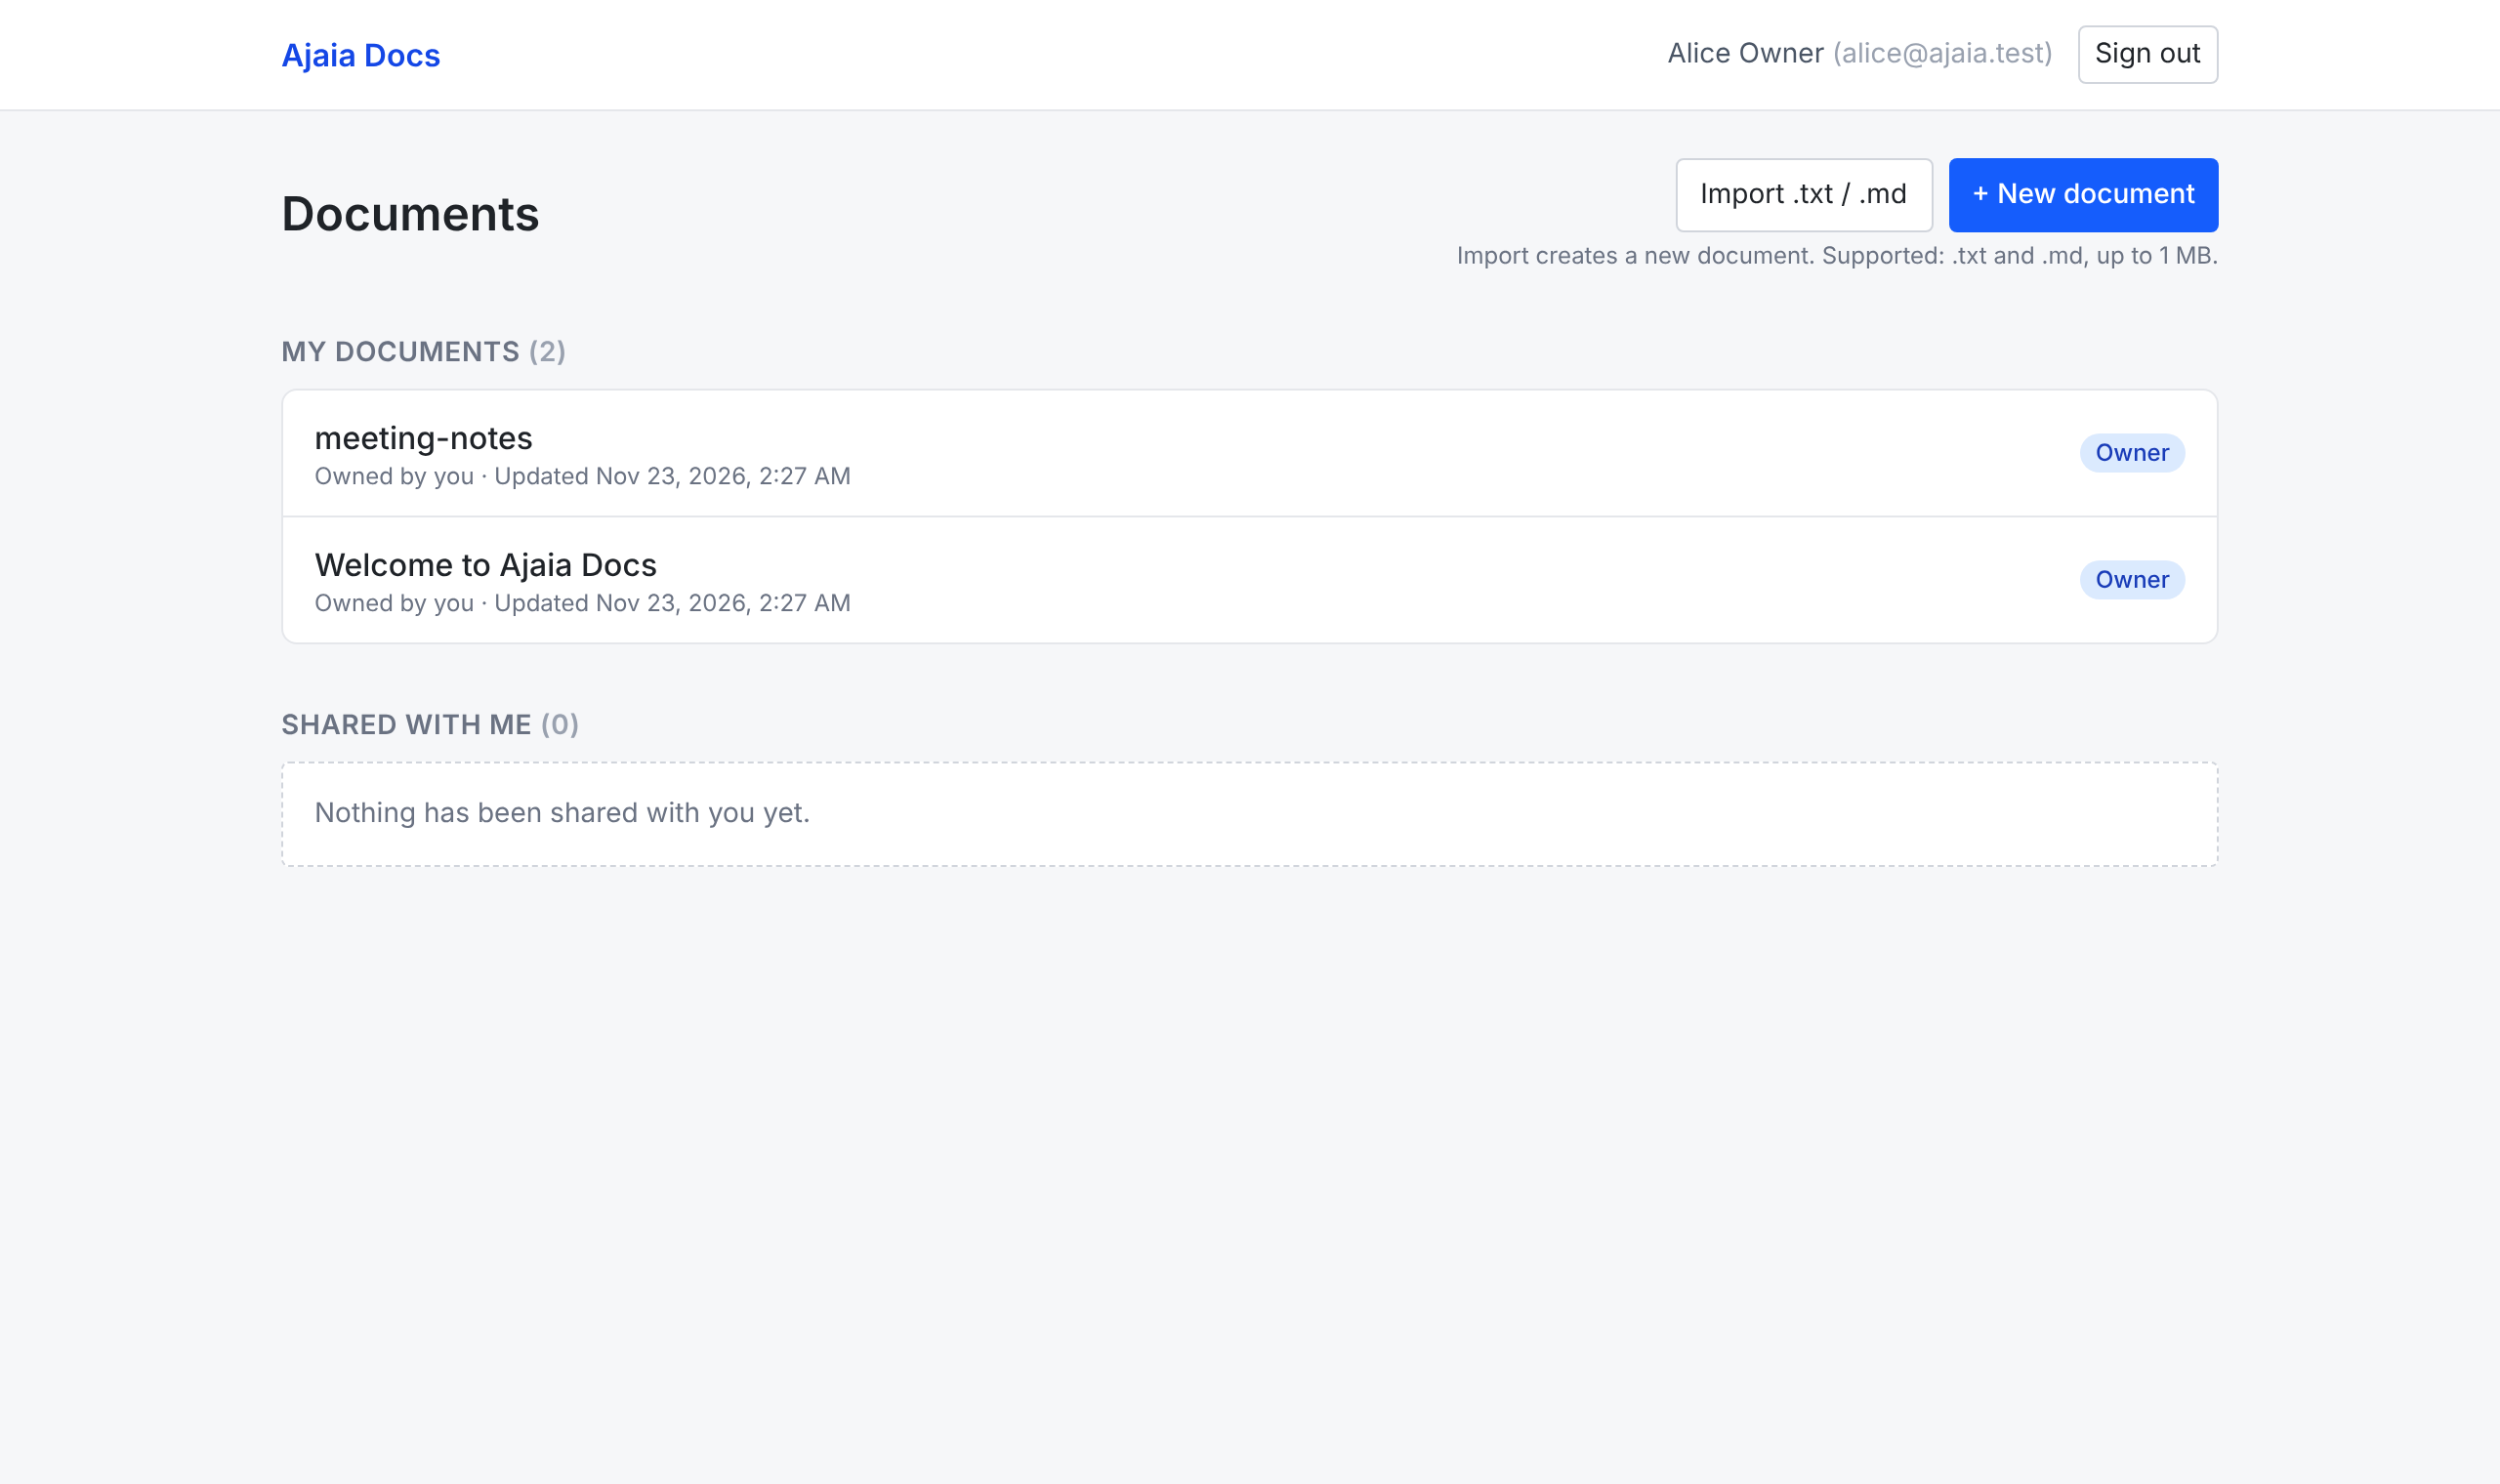 Ajaia Docs
Alice Owner (alice@ajaia.test)
Sign out
Documents
Import .txt / .md
+ New document
Import creates a new document. Supported: .txt and .md, up to 1 MB.
MY DOCUMENTS (2)
meeting-notes
Owned by you · Updated Nov 23, 2026, 2:27 AM
Owner
Welcome to Ajaia Docs
Owned by you · Updated Nov 23, 2026, 2:27 AM
Owner
SHARED WITH ME (0)
Nothing has been shared with you yet.